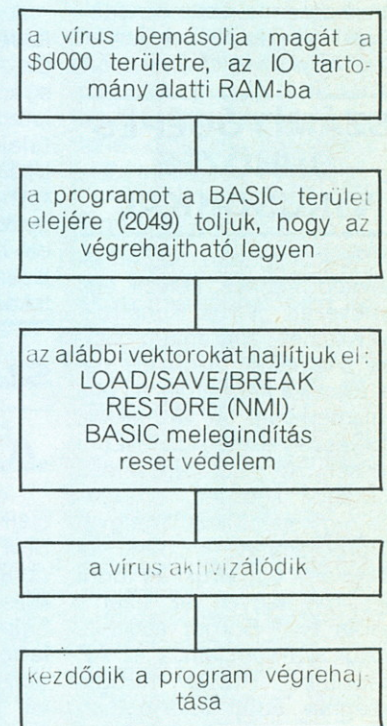 a vírus bemásolja magát a
$d000 területre, az IO tarto-
mány alatti RAM-ba
a programot a BASIC terület
elejére (2049) toljuk, hogy az
végrehajtható legyen
az alábbi vektorokat hajlítjuk el:
LOAD/SAVE/BREAK
RESTORE (NMI)
BASIC melegindítás
reset védelem
a vírus aktivizálódik
kezdődik a program végrehaj
tása